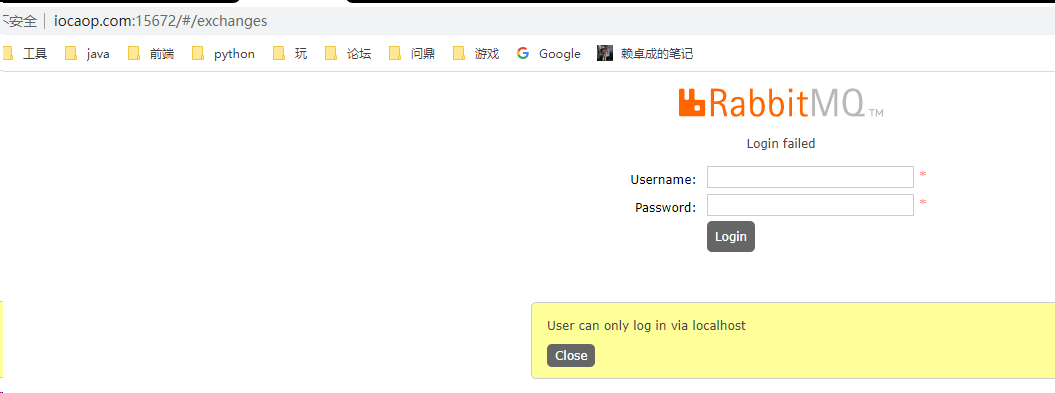 不安全 | iocaop.com:15672/#/exchanges
工具 java 前端 python 玩 论坛 问鼎 游戏 Google 赖卓成的笔记
RabbitMQ TM
Login failed
Username: *
Password: *
Login
User can only log in via localhost
Close